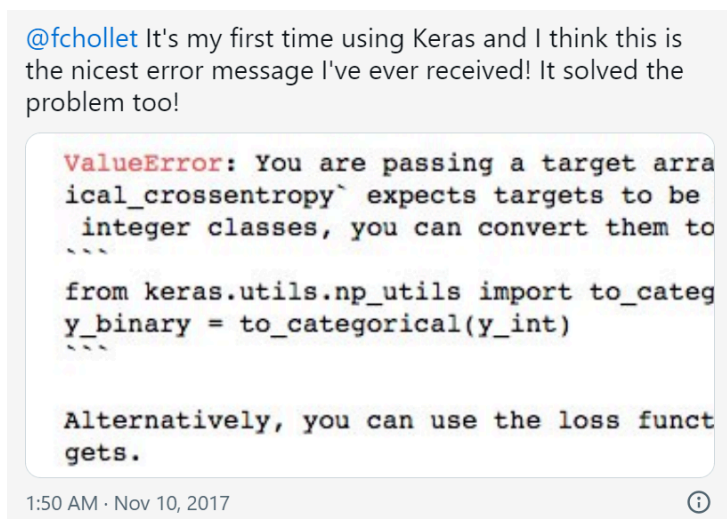 @fchollet It's my first time using Keras and I think this is
the nicest error message I've ever received! It solved the
problem too!
ValueError: You are passing a target arra
ical_crossentropy` expects targets to be
integer classes, you can convert them to
```
from keras.utils.np_utils import to_categ
y_binary = to_categorical(y_int)
```
Alternatively, you can use the loss funct
gets.
1:50 AM · Nov 10, 2017